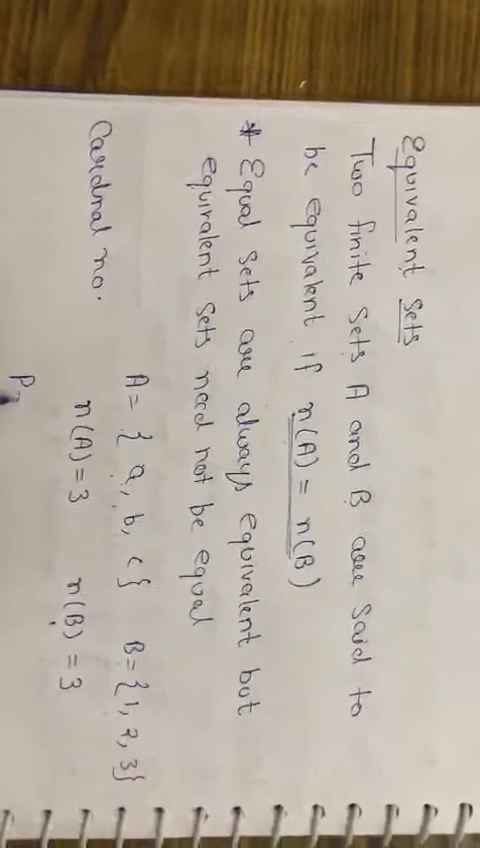 Equivalent Sets
Two finite Sets A and B are Said to
be equivalent if n(A) = n(B)
* Equal Sets are always equivalent but
equivalent Sets need not be equal
A = { a, b, c } B = {1, 2, 3}
Cardinal no. n(A) = 3 n(B) = 3
P